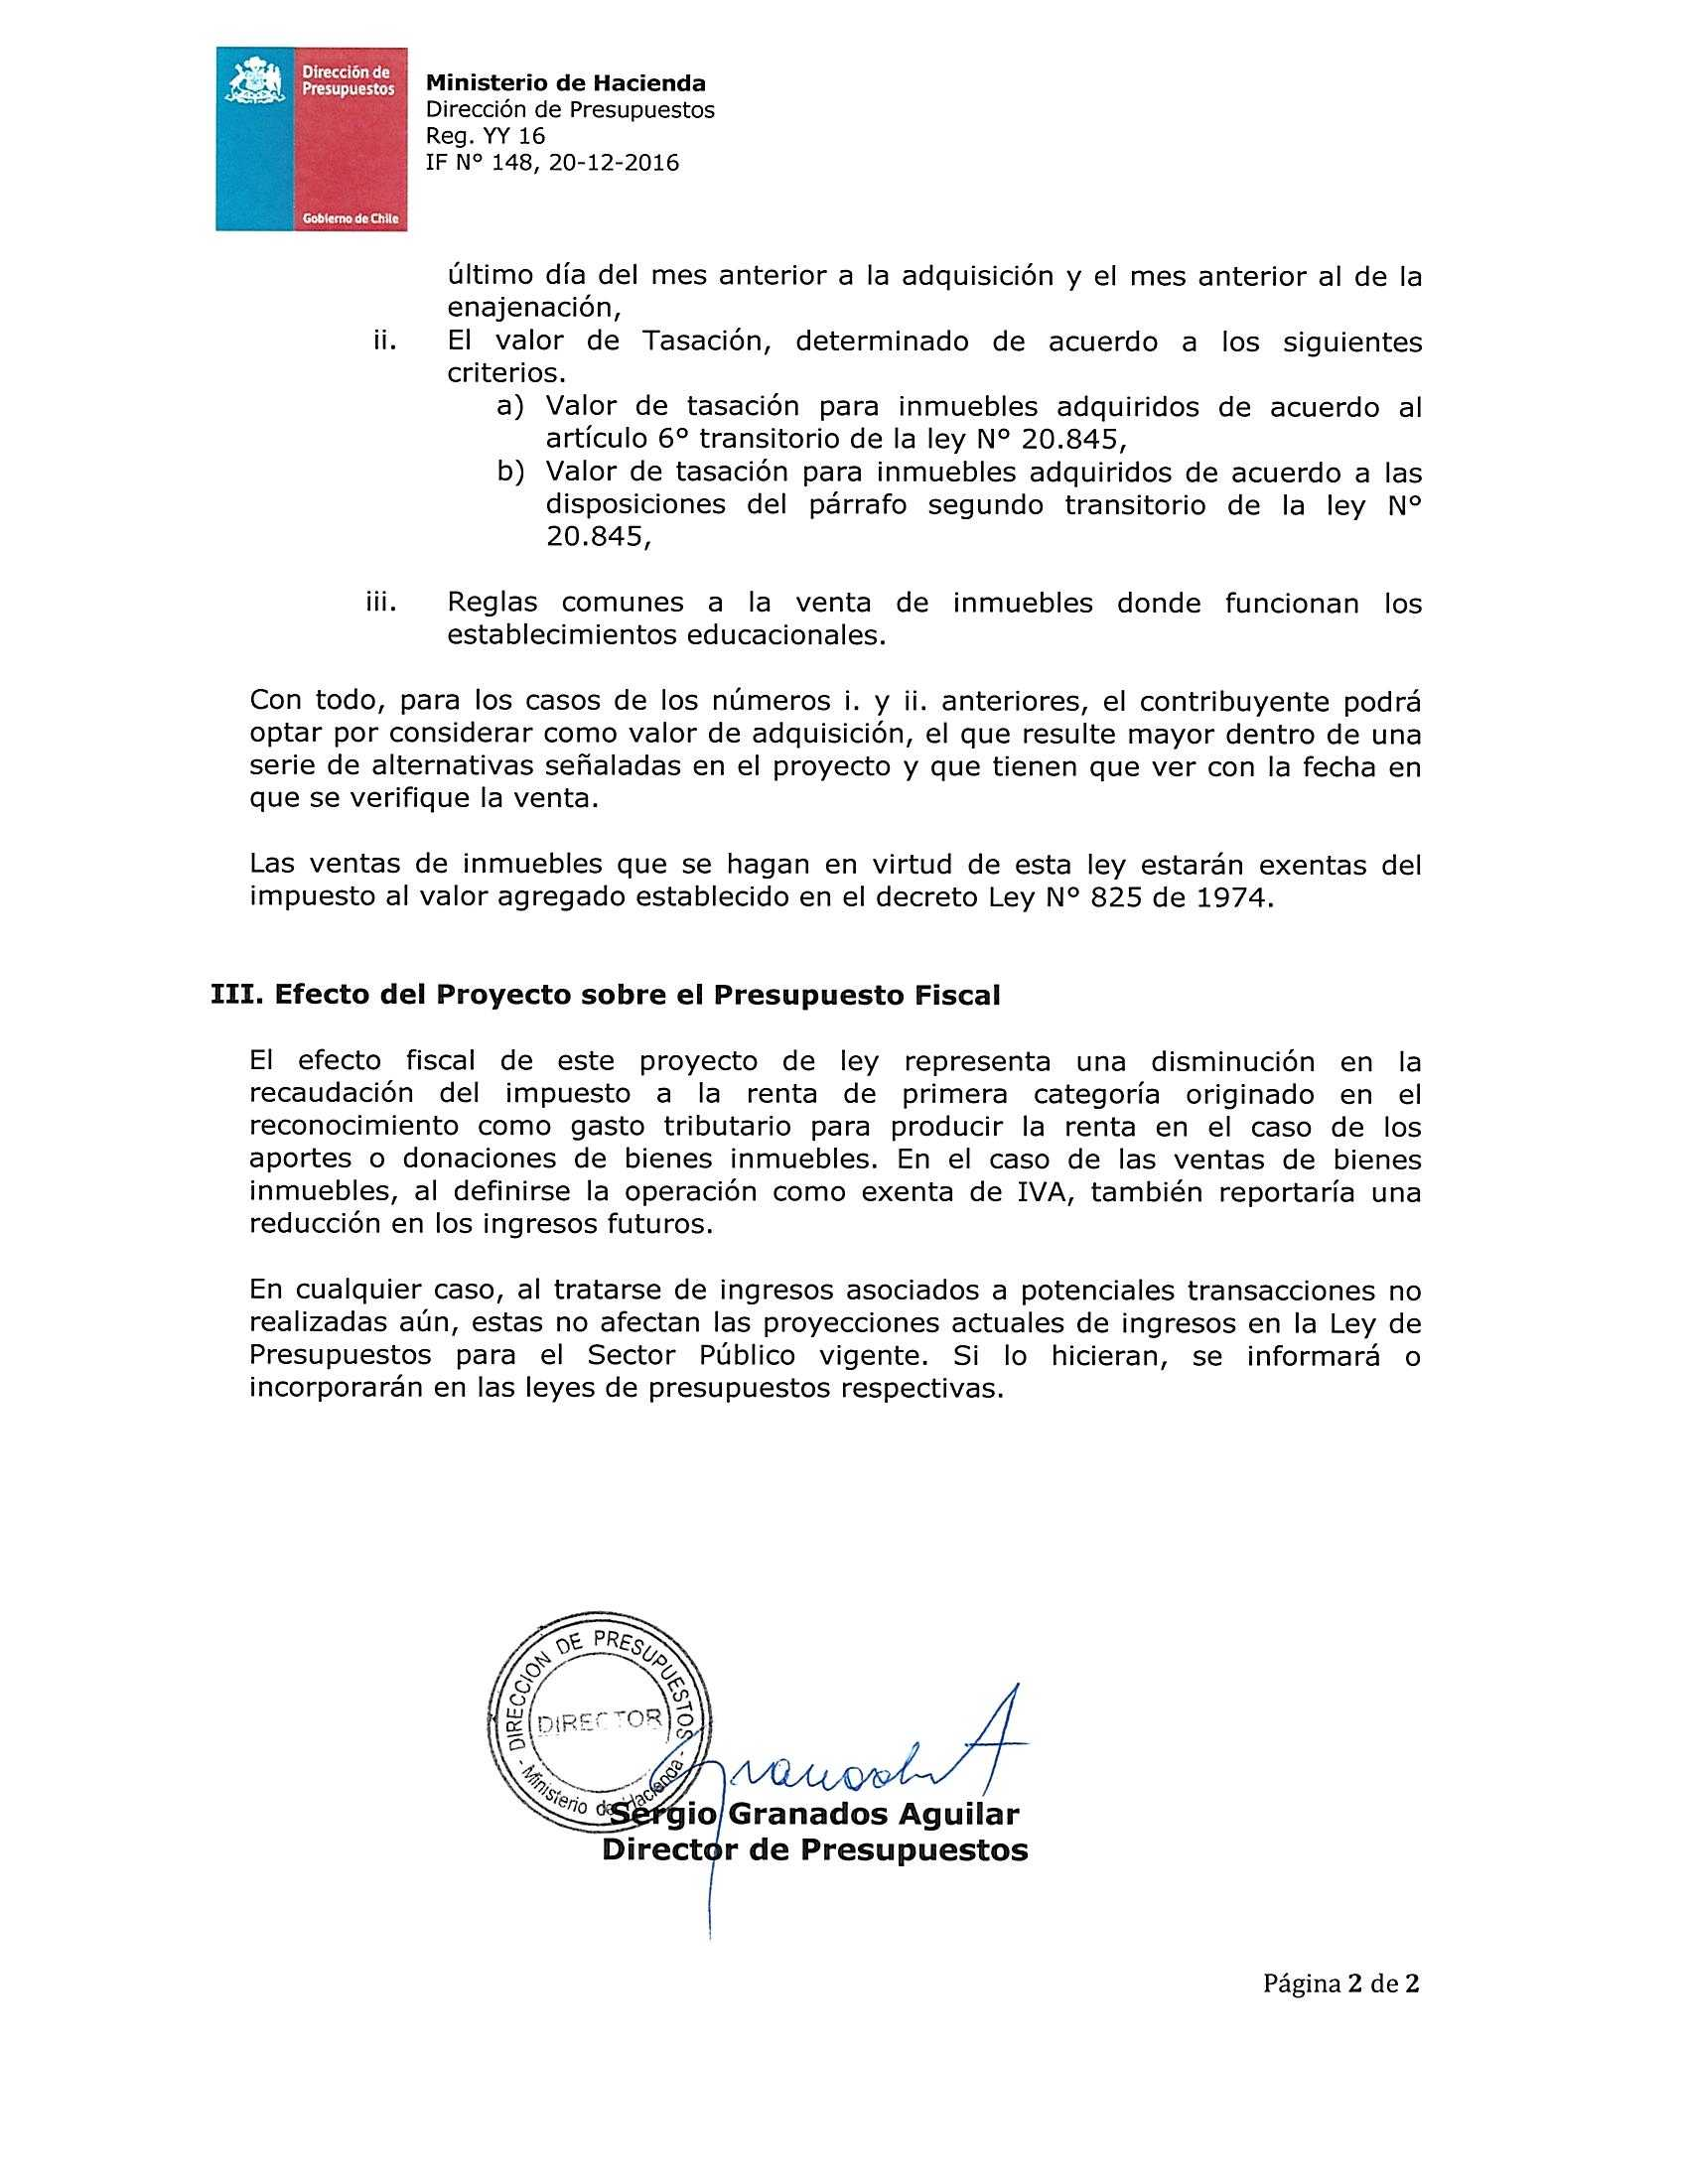 Dirección de
Presupuestos
Gobierno de Chile
Ministerio de Hacienda
Dirección de Presupuestos
Reg. YY 16
IF Nº 148, 20-12-2016
último día del mes anterior a la adquisición y el mes anterior al de la
enajenación,
ii. El valor de Tasación, determinado de acuerdo a los siguientes
criterios.
a) Valor de tasación para inmuebles adquiridos de acuerdo al
artículo 6º transitorio de la ley Nº 20.845,
b) Valor de tasación para inmuebles adquiridos de acuerdo a las
disposiciones del párrafo segundo transitorio de la ley Nº
20.845,
iii. Reglas comunes a la venta de inmuebles donde funcionan los
establecimientos educacionales.
Con todo, para los casos de los números i. y ii. anteriores, el contribuyente podrá
optar por considerar como valor de adquisición, el que resulte mayor dentro de una
serie de alternativas señaladas en el proyecto y que tienen que ver con la fecha en
que se verifique la venta.
Las ventas de inmuebles que se hagan en virtud de esta ley estarán exentas del
impuesto al valor agregado establecido en el decreto Ley Nº 825 de 1974.
III. Efecto del Proyecto sobre el Presupuesto Fiscal
El efecto fiscal de este proyecto de ley representa una disminución en la
recaudación del impuesto a la renta de primera categoría originado en el
reconocimiento como gasto tributario para producir la renta en el caso de los
aportes o donaciones de bienes inmuebles. En el caso de las ventas de bienes
inmuebles, al definirse la operación como exenta de IVA, también reportaría una
reducción en los ingresos futuros.
En cualquier caso, al tratarse de ingresos asociados a potenciales transacciones no
realizadas aún, estas no afectan las proyecciones actuales de ingresos en la Ley de
Presupuestos para el Sector Público vigente. Si lo hicieran, se informará o
incorporarán en las leyes de presupuestos respectivas.
DIRECCION DE PRESUPUESTOS
DIRECTOR
- Ministerio de Hacienda -
Granados A
Sergio Granados Aguilar
Director de Presupuestos
Página 2 de 2